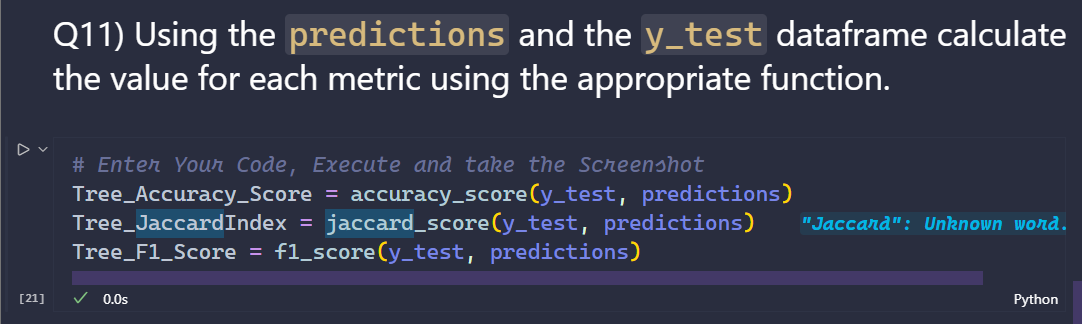 Q11) Using the predictions and the y_test dataframe calculate
the value for each metric using the appropriate function.
# Enter Your Code, Execute and take the Screenshot
Tree_Accuracy_Score = accuracy_score(y_test, predictions)
Tree_JaccardIndex = jaccard_score(y_test, predictions) "Jaccard": Unknown word.
Tree_F1_Score = f1_score(y_test, predictions)
[21] 0.0s Python